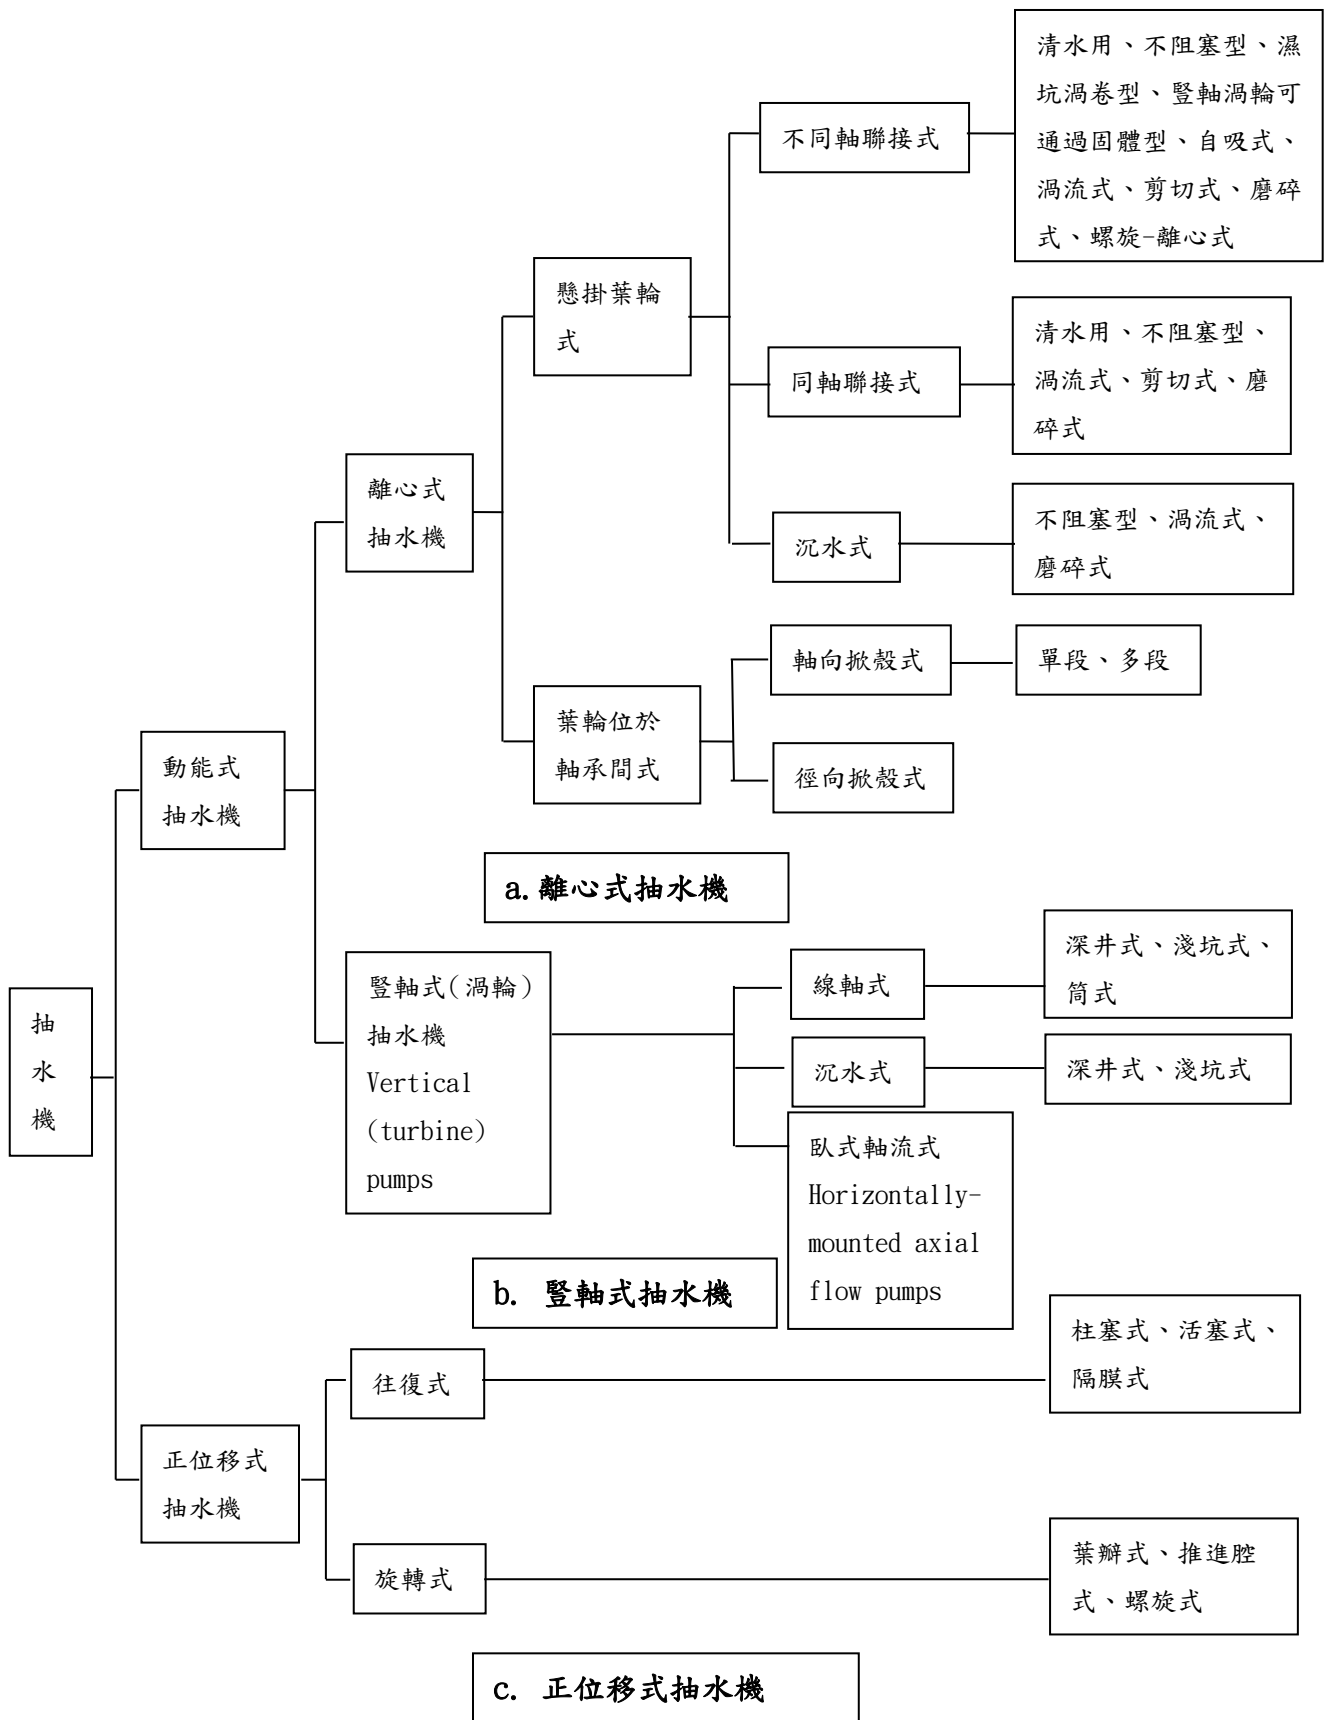 清水用、不阻塞型、濕
坑渦卷型、豎軸渦輪可
通過固體型、自吸式、
渦流式、剪切式、磨碎
式、螺旋-離心式
不同軸聯接式
懸掛葉輪
式
清水用、不阻塞型、
渦流式、剪切式、磨
碎式
同軸聯接式
離心式
抽水機
不阻塞型、渦流式、
磨碎式
沉水式
軸向掀殼式
單段、多段
葉輪位於
軸承間式
徑向掀殼式
動能式
抽水機
a.離心式抽水機
豎軸式(渦輪)
抽水機
Vertical
(turbine)
pumps
線軸式
深井式、淺坑式、
筒式
抽
水
機
沉水式
深井式、淺坑式
臥式軸流式
Horizontally-
mounted axial
flow pumps
b. 豎軸式抽水機
往復式
柱塞式、活塞式、
隔膜式
正位移式
抽水機
旋轉式
葉瓣式、推進腔
式、螺旋式
c. 正位移式抽水機